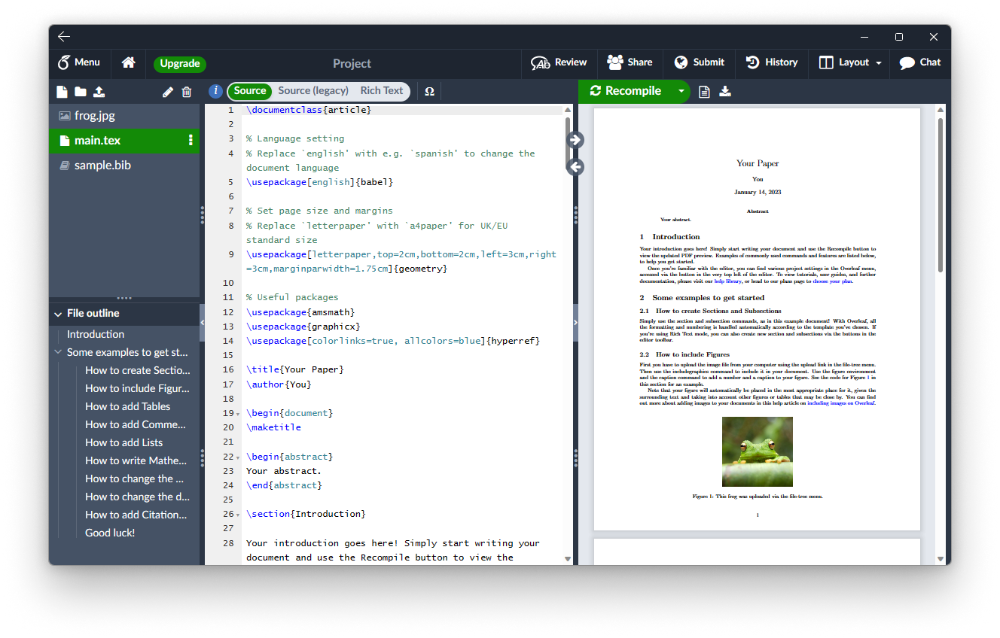 Menu
Upgrade
Project
Review
Share
Submit
History
Layout
Chat
i
Source
Source (legacy)
Rich Text
Ω
Recompile
frog.jpg
main.tex
sample.bib
File outline
Introduction
Some examples to get st...
How to create Sectio...
How to include Figur...
How to add Tables
How to add Comme...
How to add Lists
How to write Mathe...
How to change the ...
How to change the d...
How to add Citation...
Good luck!
1 \documentclass{article}
2
3 % Language setting
4 % Replace `english' with e.g. `spanish' to change the
document language
5 \usepackage[english]{babel}
6
7 % Set page size and margins
8 % Replace `letterpaper' with `a4paper' for UK/EU
standard size
9 \usepackage[letterpaper,top=2cm,bottom=2cm,left=3cm,right
=3cm,marginparwidth=1.75cm]{geometry}
10
11 % Useful packages
12 \usepackage{amsmath}
13 \usepackage{graphicx}
14 \usepackage[colorlinks=true, allcolors=blue]{hyperref}
15
16 \title{Your Paper}
17 \author{You}
18
19 \begin{document}
20 \maketitle
21
22 \begin{abstract}
23 Your abstract.
24 \end{abstract}
25
26 \section{Introduction}
27
28 Your introduction goes here! Simply start writing your
document and use the Recompile button to view the
Your Paper
You
January 14, 2023
Abstract
Your abstract.
1 Introduction
Your introduction goes here! Simply start writing your document and use the Recompile button to
view the updated PDF preview. Examples of commonly used commands and features are listed below,
to help you get started.
Once you're familiar with the editor, you can find various project settings in the Overleaf menu,
accessed via the button in the very top left of the editor. To view tutorials, user guides, and further
documentation, please visit our help library, or head to our plans page to choose your plan.
2 Some examples to get started
2.1 How to create Sections and Subsections
Simply use the section and subsection commands, as in this example document! With Overleaf, all
the formatting and numbering is handled automatically according to the template you've chosen. If
you're using Rich Text mode, you can also create new section and subsections via the buttons in the
editor toolbar.
2.2 How to include Figures
First you have to upload the image file from your computer using the upload link in the file-tree menu.
Then use the includegraphics command to include it in your document. Use the figure environment
and the caption command to add a number and a caption to your figure. See the code for Figure 1 in
this section for an example.
Note that your figure will automatically be placed in the most appropriate place for it, given the
surrounding text and taking into account other figures or tables that may be close by. You can find
out more about adding images to your documents in this help article on including images on Overleaf.
Figure 1: This frog was uploaded via the file-tree menu.
1